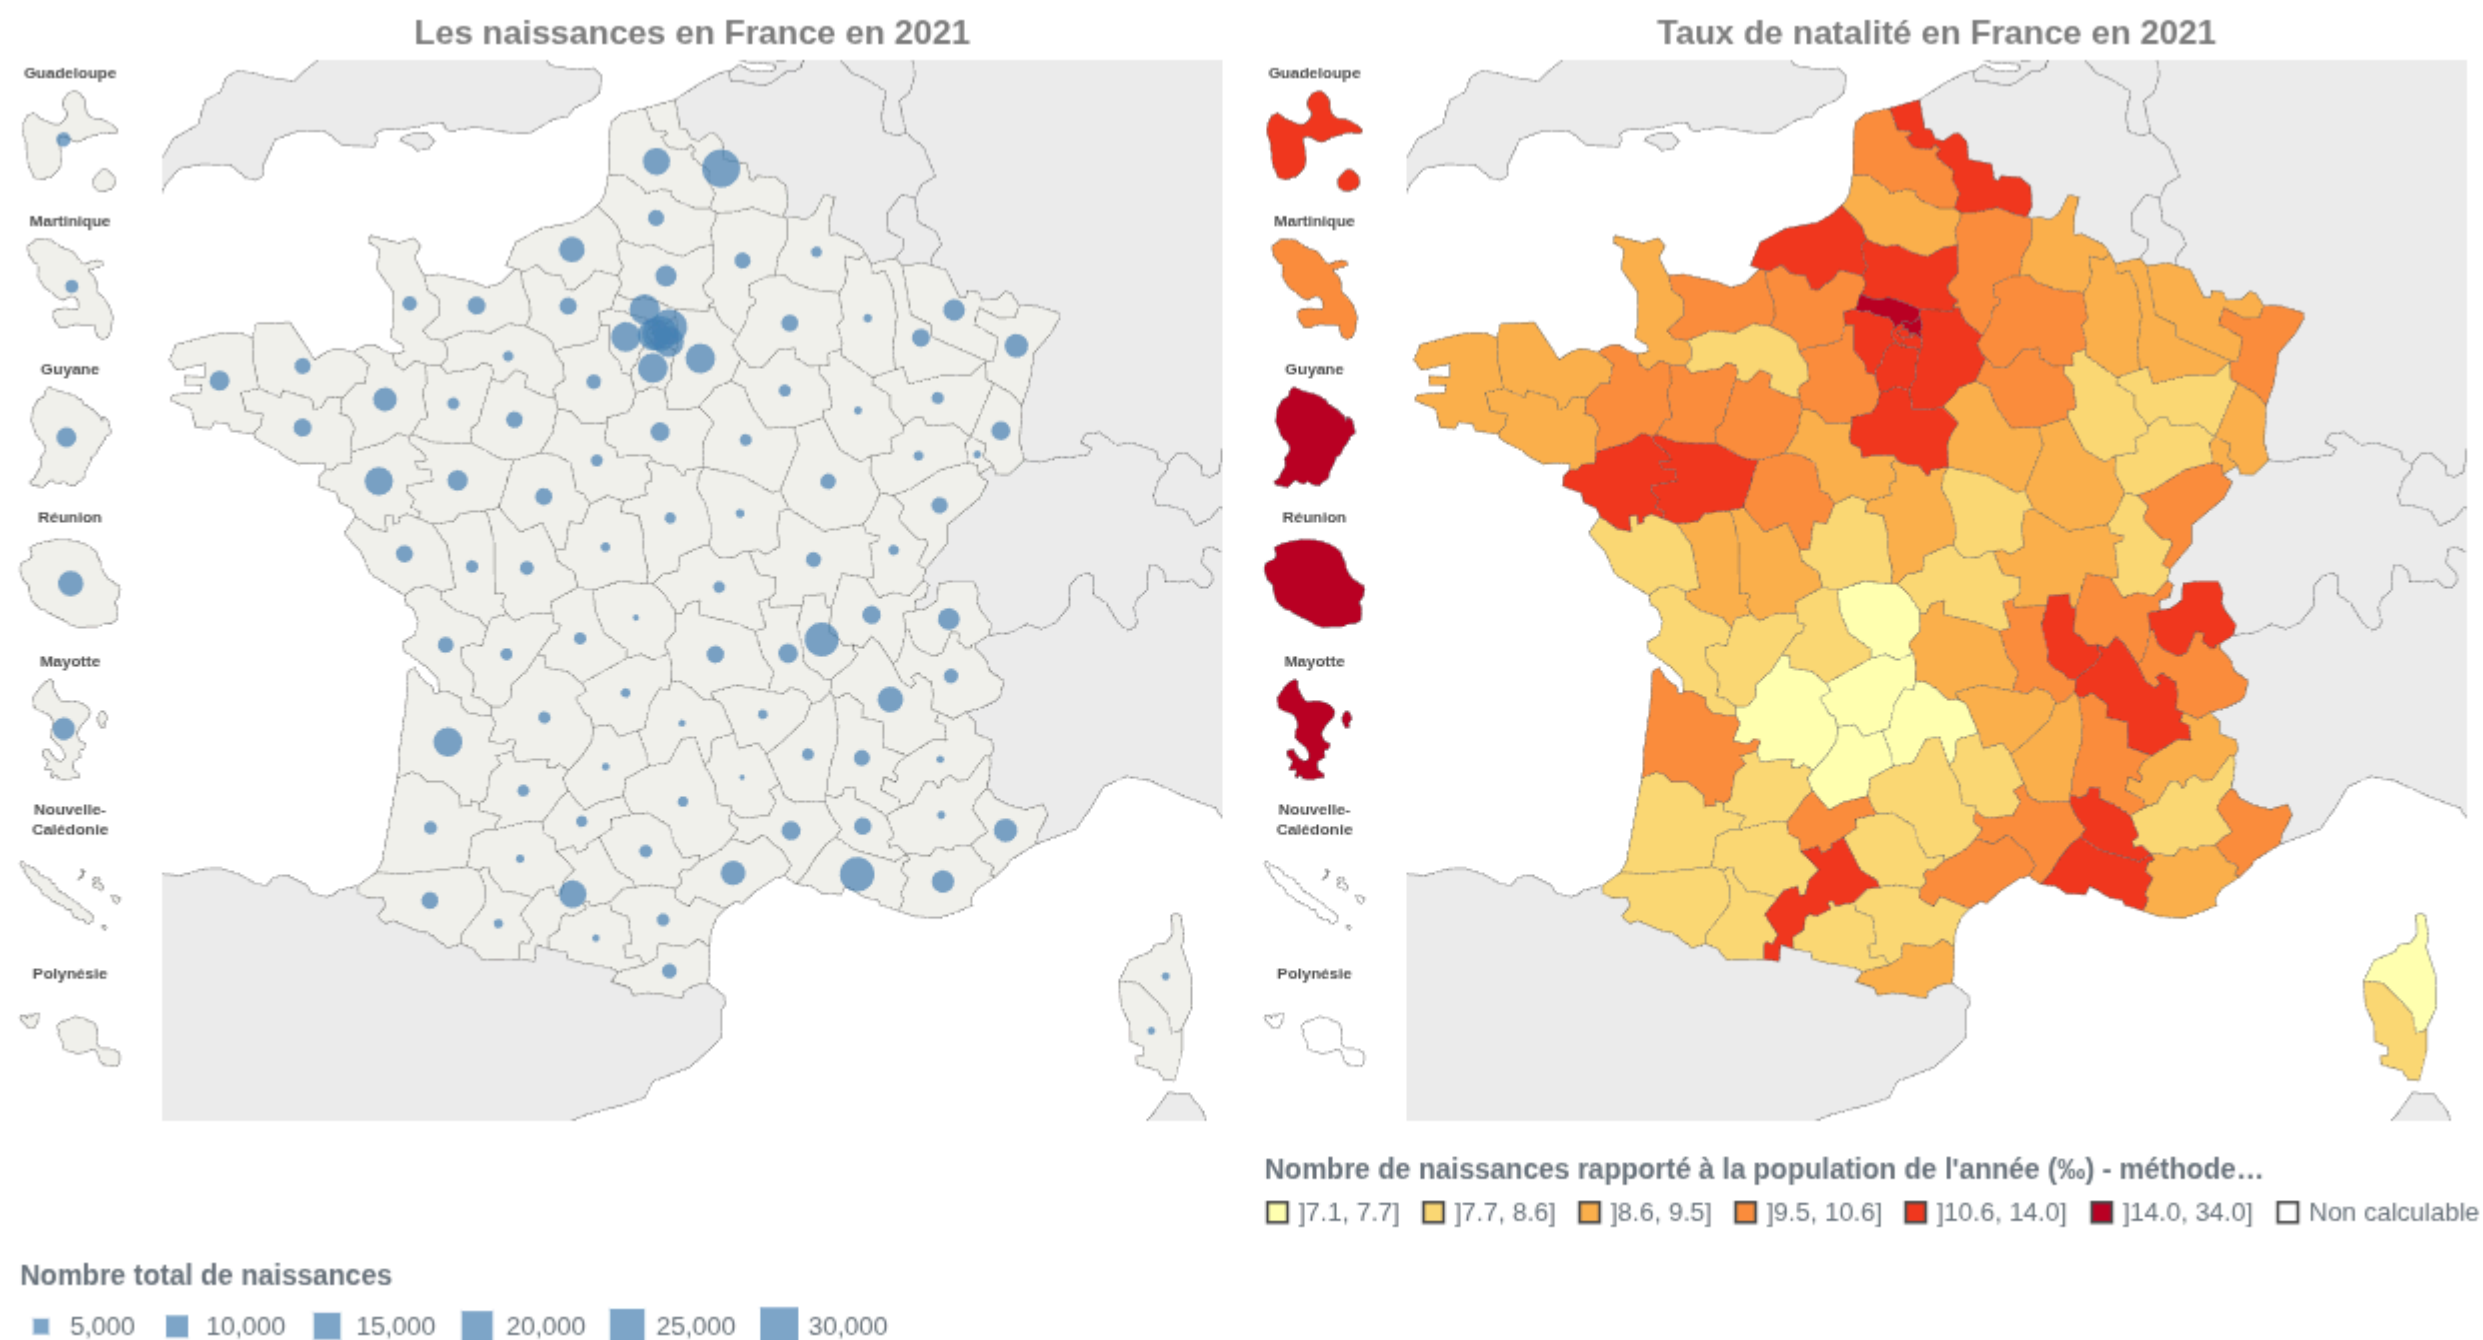 Les naissances en France en 2021
Guadeloupe
Martinique
Guyane
Réunion
Mayotte
Nouvelle-
Calédonie
Polynésie
Nombre total de naissances
5,000 10,000 15,000 20,000 25,000 30,000
Taux de natalité en France en 2021
Guadeloupe
Martinique
Guyane
Réunion
Mayotte
Nouvelle-
Calédonie
Polynésie
Nombre de naissances rapporté à la population de l'année (‰) - méthode…
]7.1, 7.7] ]7.7, 8.6] ]8.6, 9.5] ]9.5, 10.6] ]10.6, 14.0] ]14.0, 34.0] Non calculable